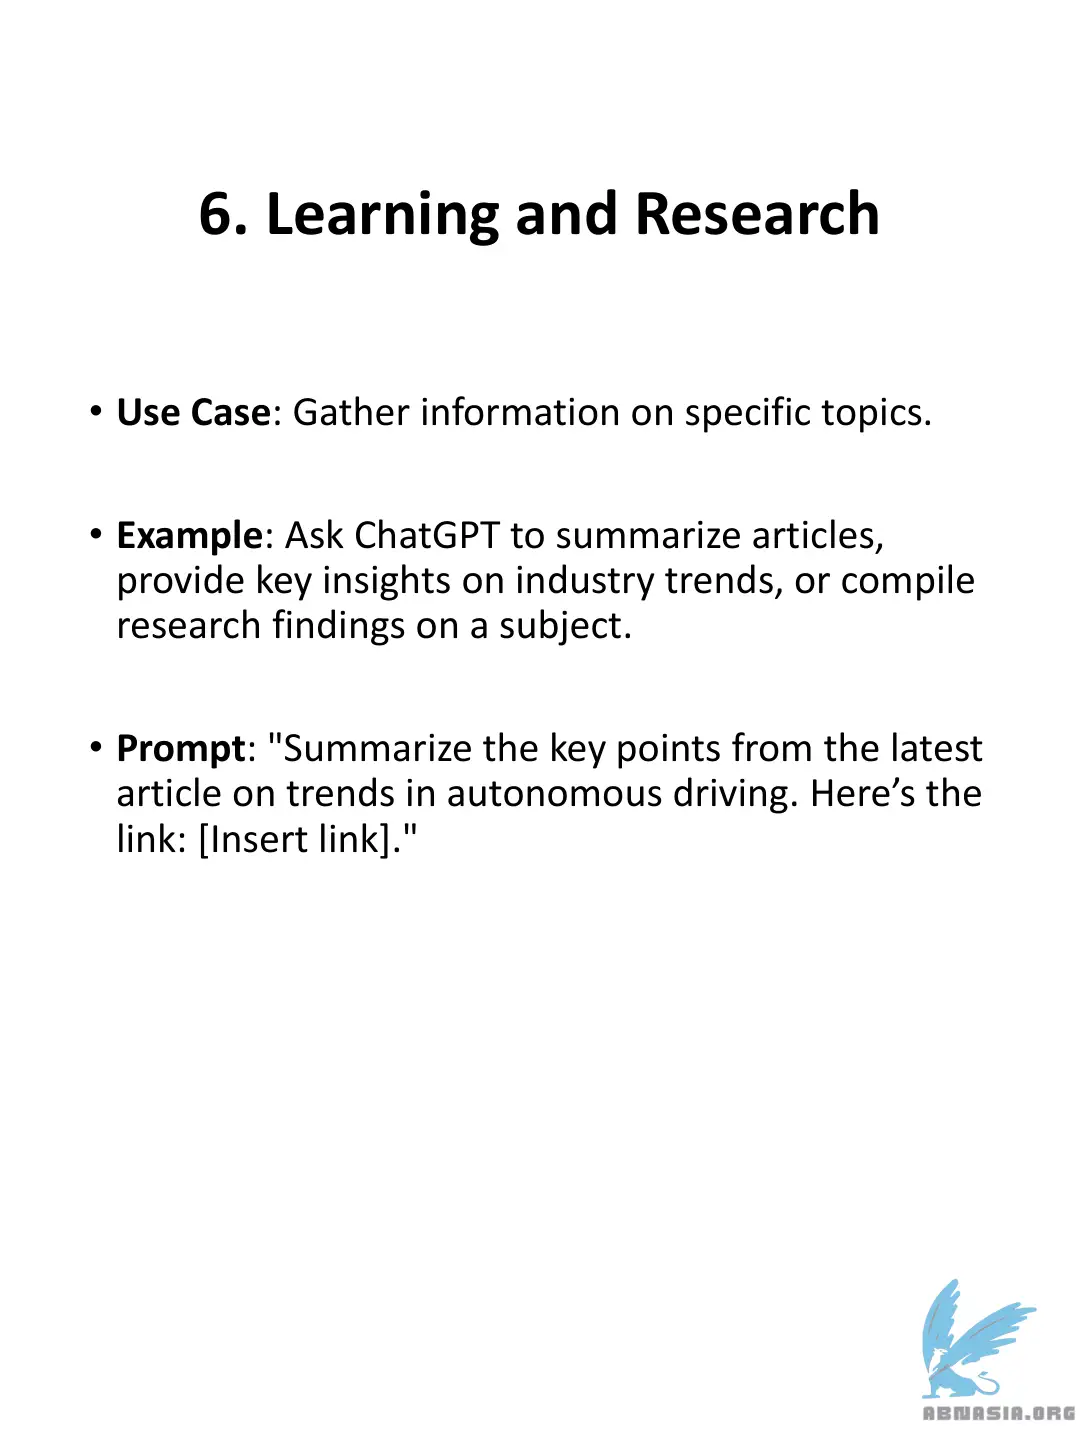 6. Learning and Research
• Use Case: Gather information on specific topics.
• Example: Ask ChatGPT to summarize articles,
provide key insights on industry trends, or compile
research findings on a subject.
• Prompt: "Summarize the key points from the latest
article on trends in autonomous driving. Here’s the
link: [Insert link]."
ABNASIA.ORG